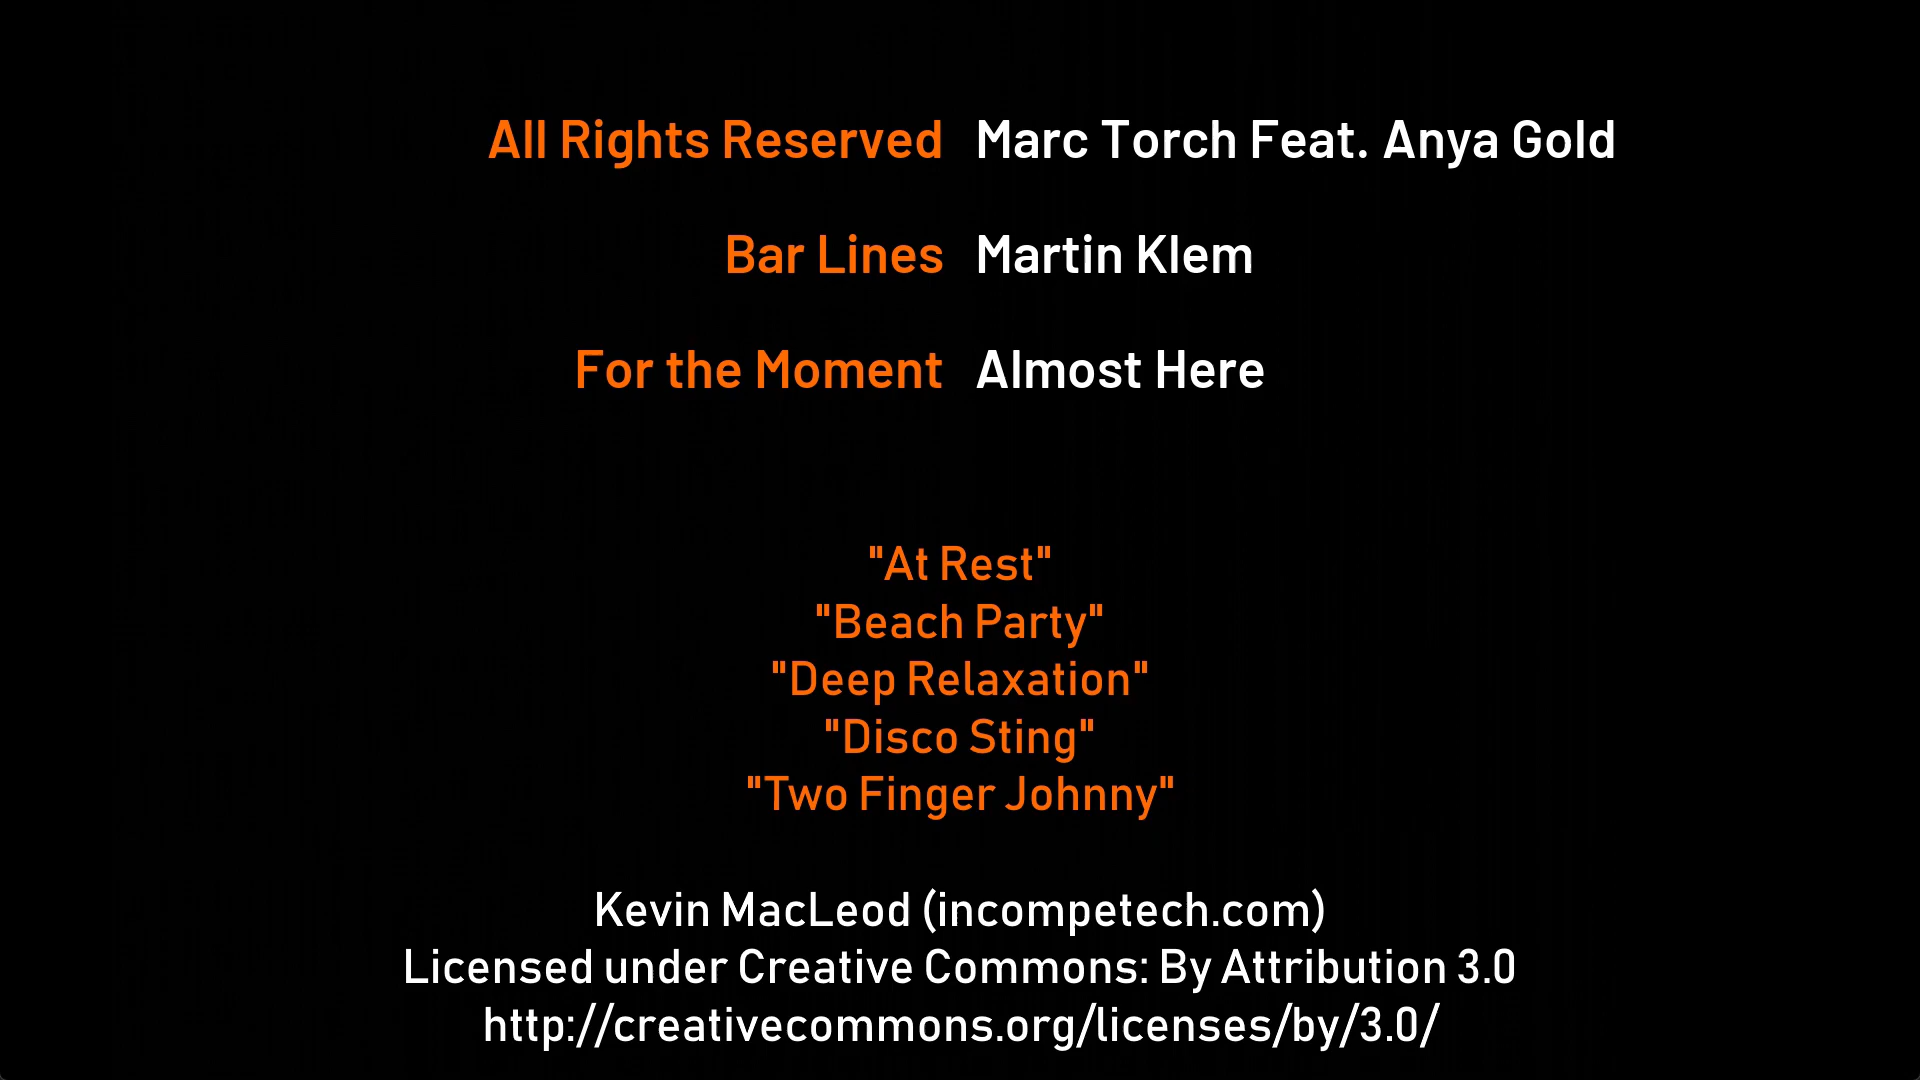 All Rights Reserved Marc Torch Feat. Anya Gold
Bar Lines Martin Klem
For the Moment Almost Here
"At Rest"
"Beach Party"
"Deep Relaxation"
"Disco Sting"
"Two Finger Johnny"
Kevin MacLeod (incompetech.com)
Licensed under Creative Commons: By Attribution 3.0
http://creativecommons.org/licenses/by/3.0/